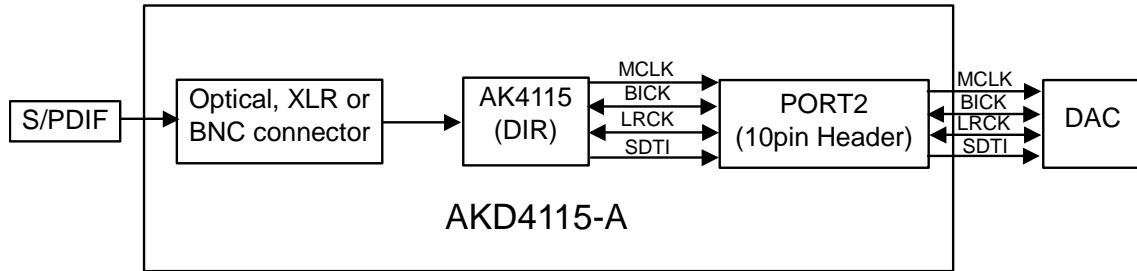 S/PDIF
Optical, XLR or
BNC connector
AK4115
(DIR)
MCLK
BICK
LRCK
SDTI
PORT2
(10pin Header)
MCLK
BICK
LRCK
SDTI
DAC
AKD4115-A